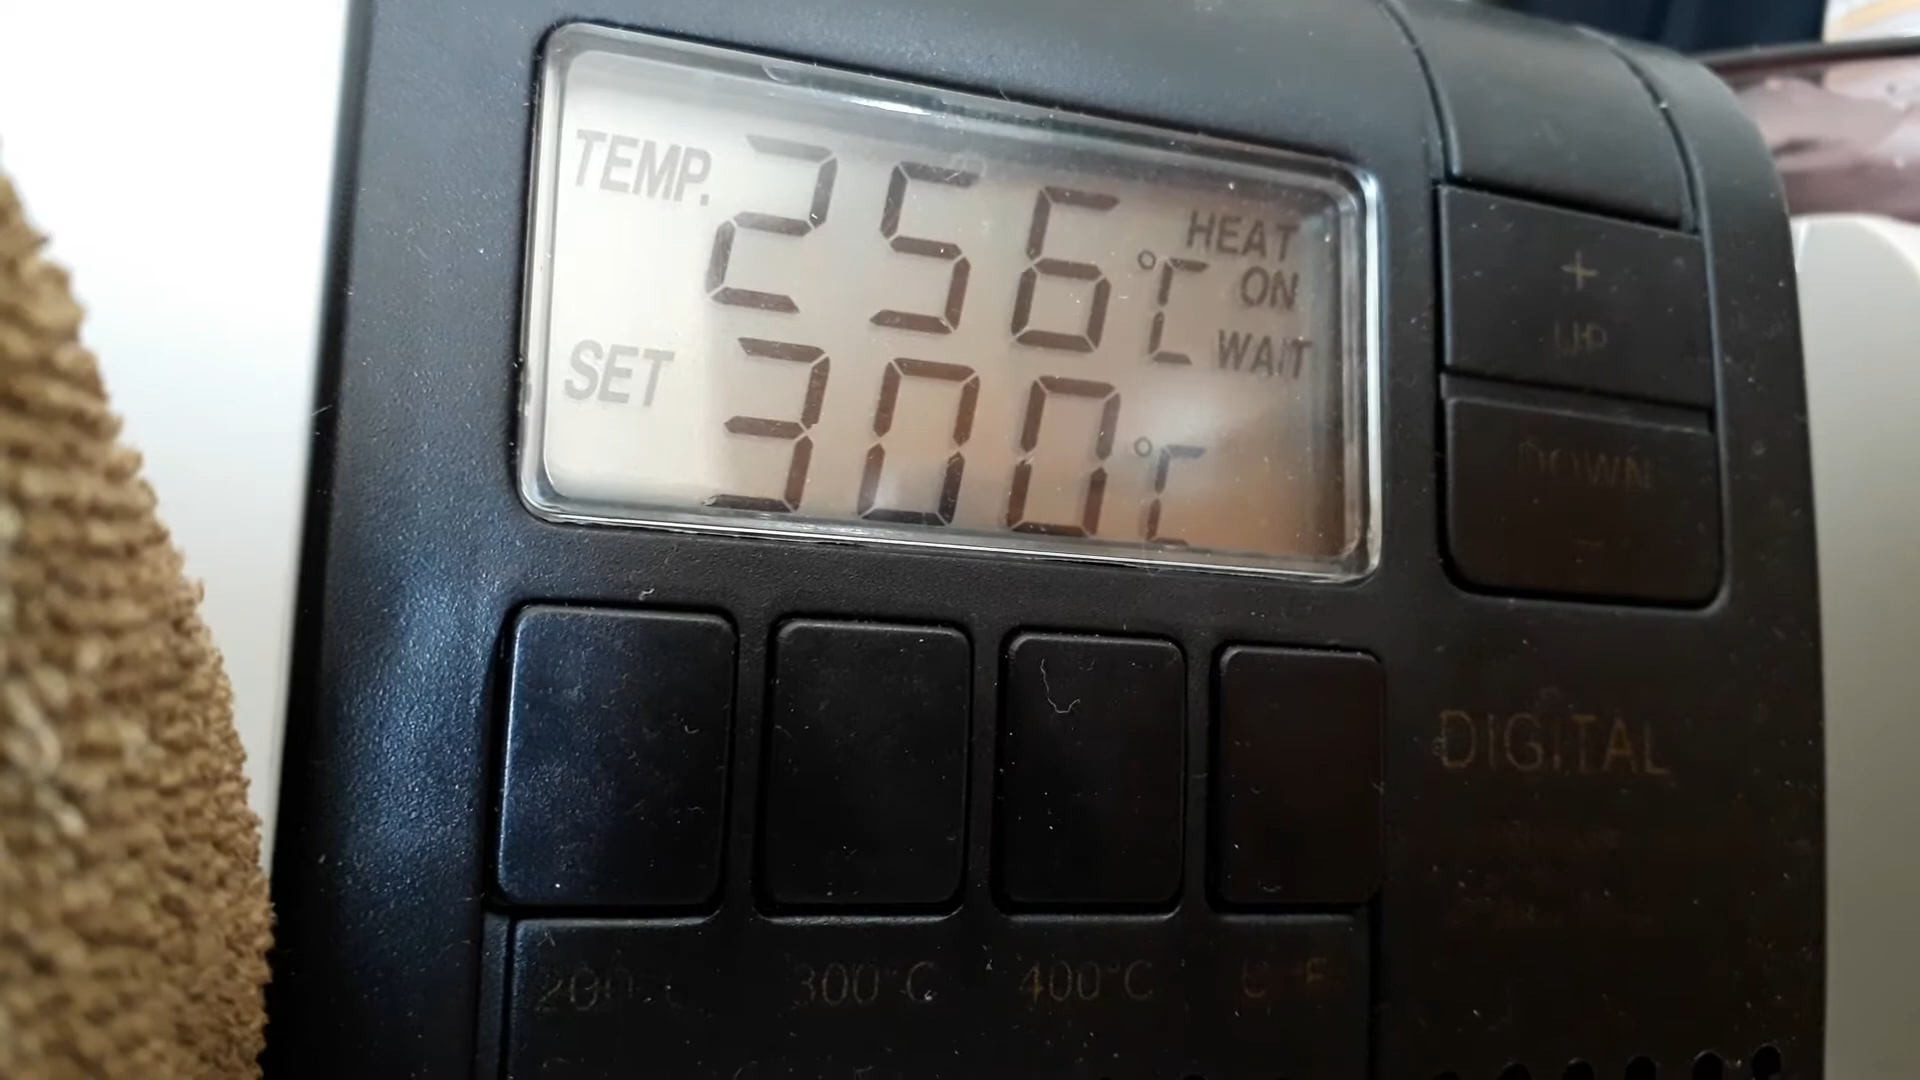 TEMP. 256°C HEAT ON WAIT
SET 300°C
+
UP
DOWN
-
DIGITAL
200°C 300°C 400°C